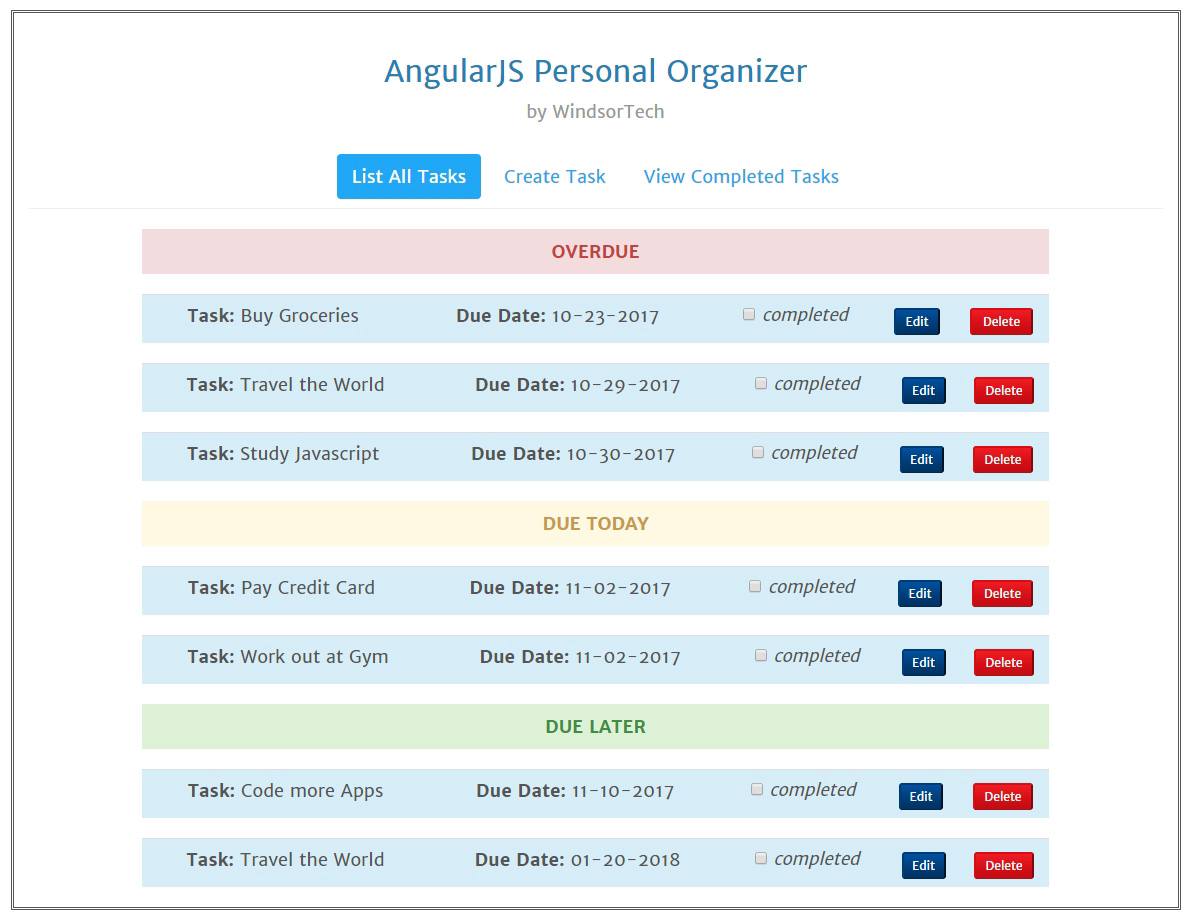 AngularJS Personal Organizer
by WindsorTech
List All Tasks Create Task View Completed Tasks
OVERDUE
Task: Buy Groceries Due Date: 10-23-2017 completed Edit Delete
Task: Travel the World Due Date: 10-29-2017 completed Edit Delete
Task: Study Javascript Due Date: 10-30-2017 completed Edit Delete
DUE TODAY
Task: Pay Credit Card Due Date: 11-02-2017 completed Edit Delete
Task: Work out at Gym Due Date: 11-02-2017 completed Edit Delete
DUE LATER
Task: Code more Apps Due Date: 11-10-2017 completed Edit Delete
Task: Travel the World Due Date: 01-20-2018 completed Edit Delete